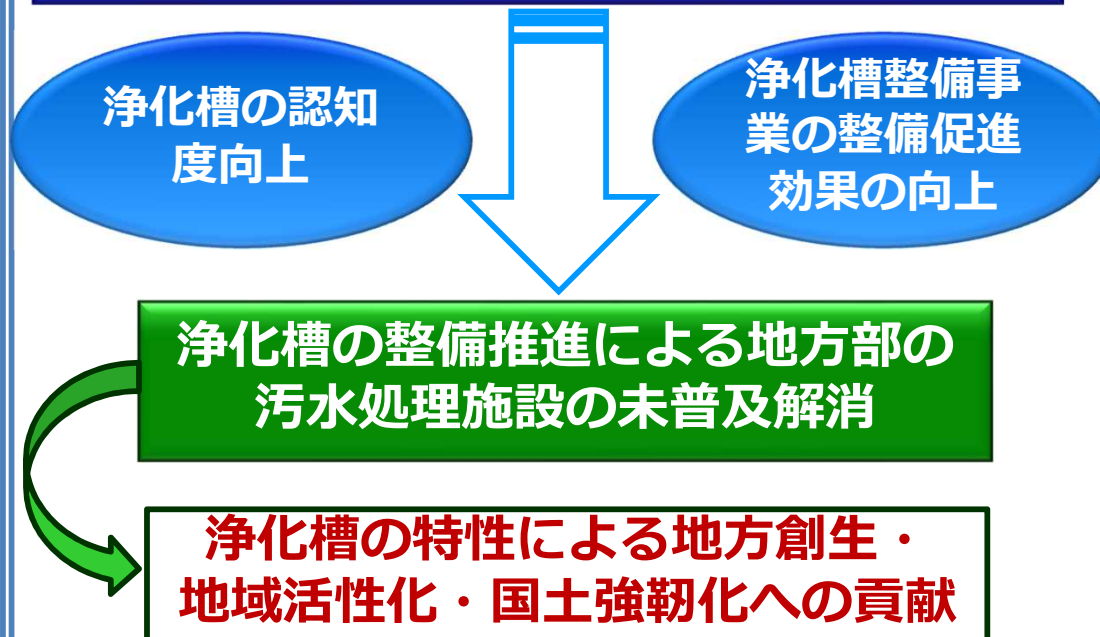 浄化槽の認知
度向上
浄化槽整備事
業の整備促進
効果の向上
浄化槽の整備推進による地方部の
汚水処理施設の未普及解消
浄化槽の特性による地方創生・
地域活性化・国土強靭化への貢献